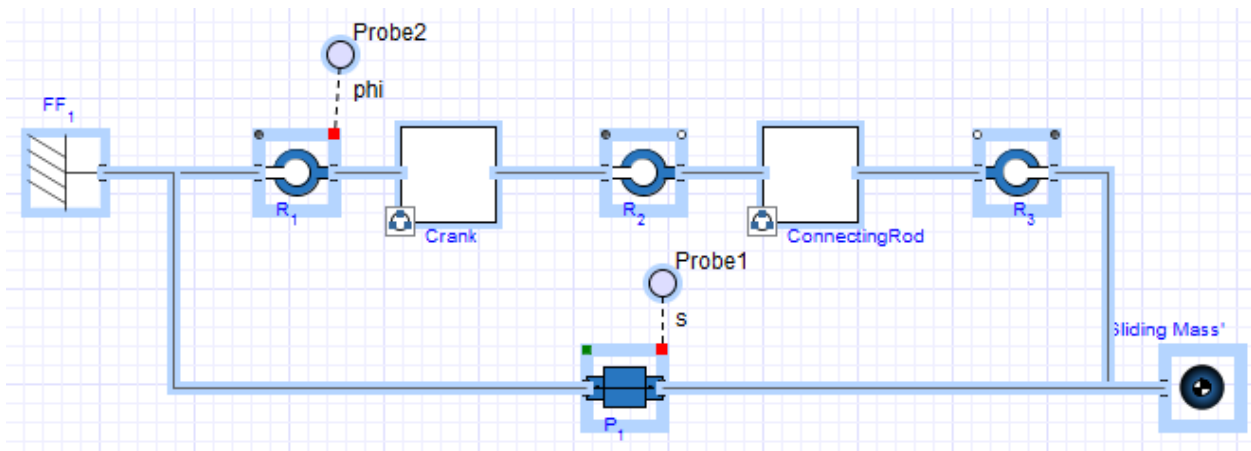 Probe2
phi
FF1
R1
Crank
R2
ConnectingRod
R3
Probe1
s
Sliding Mass'
P1